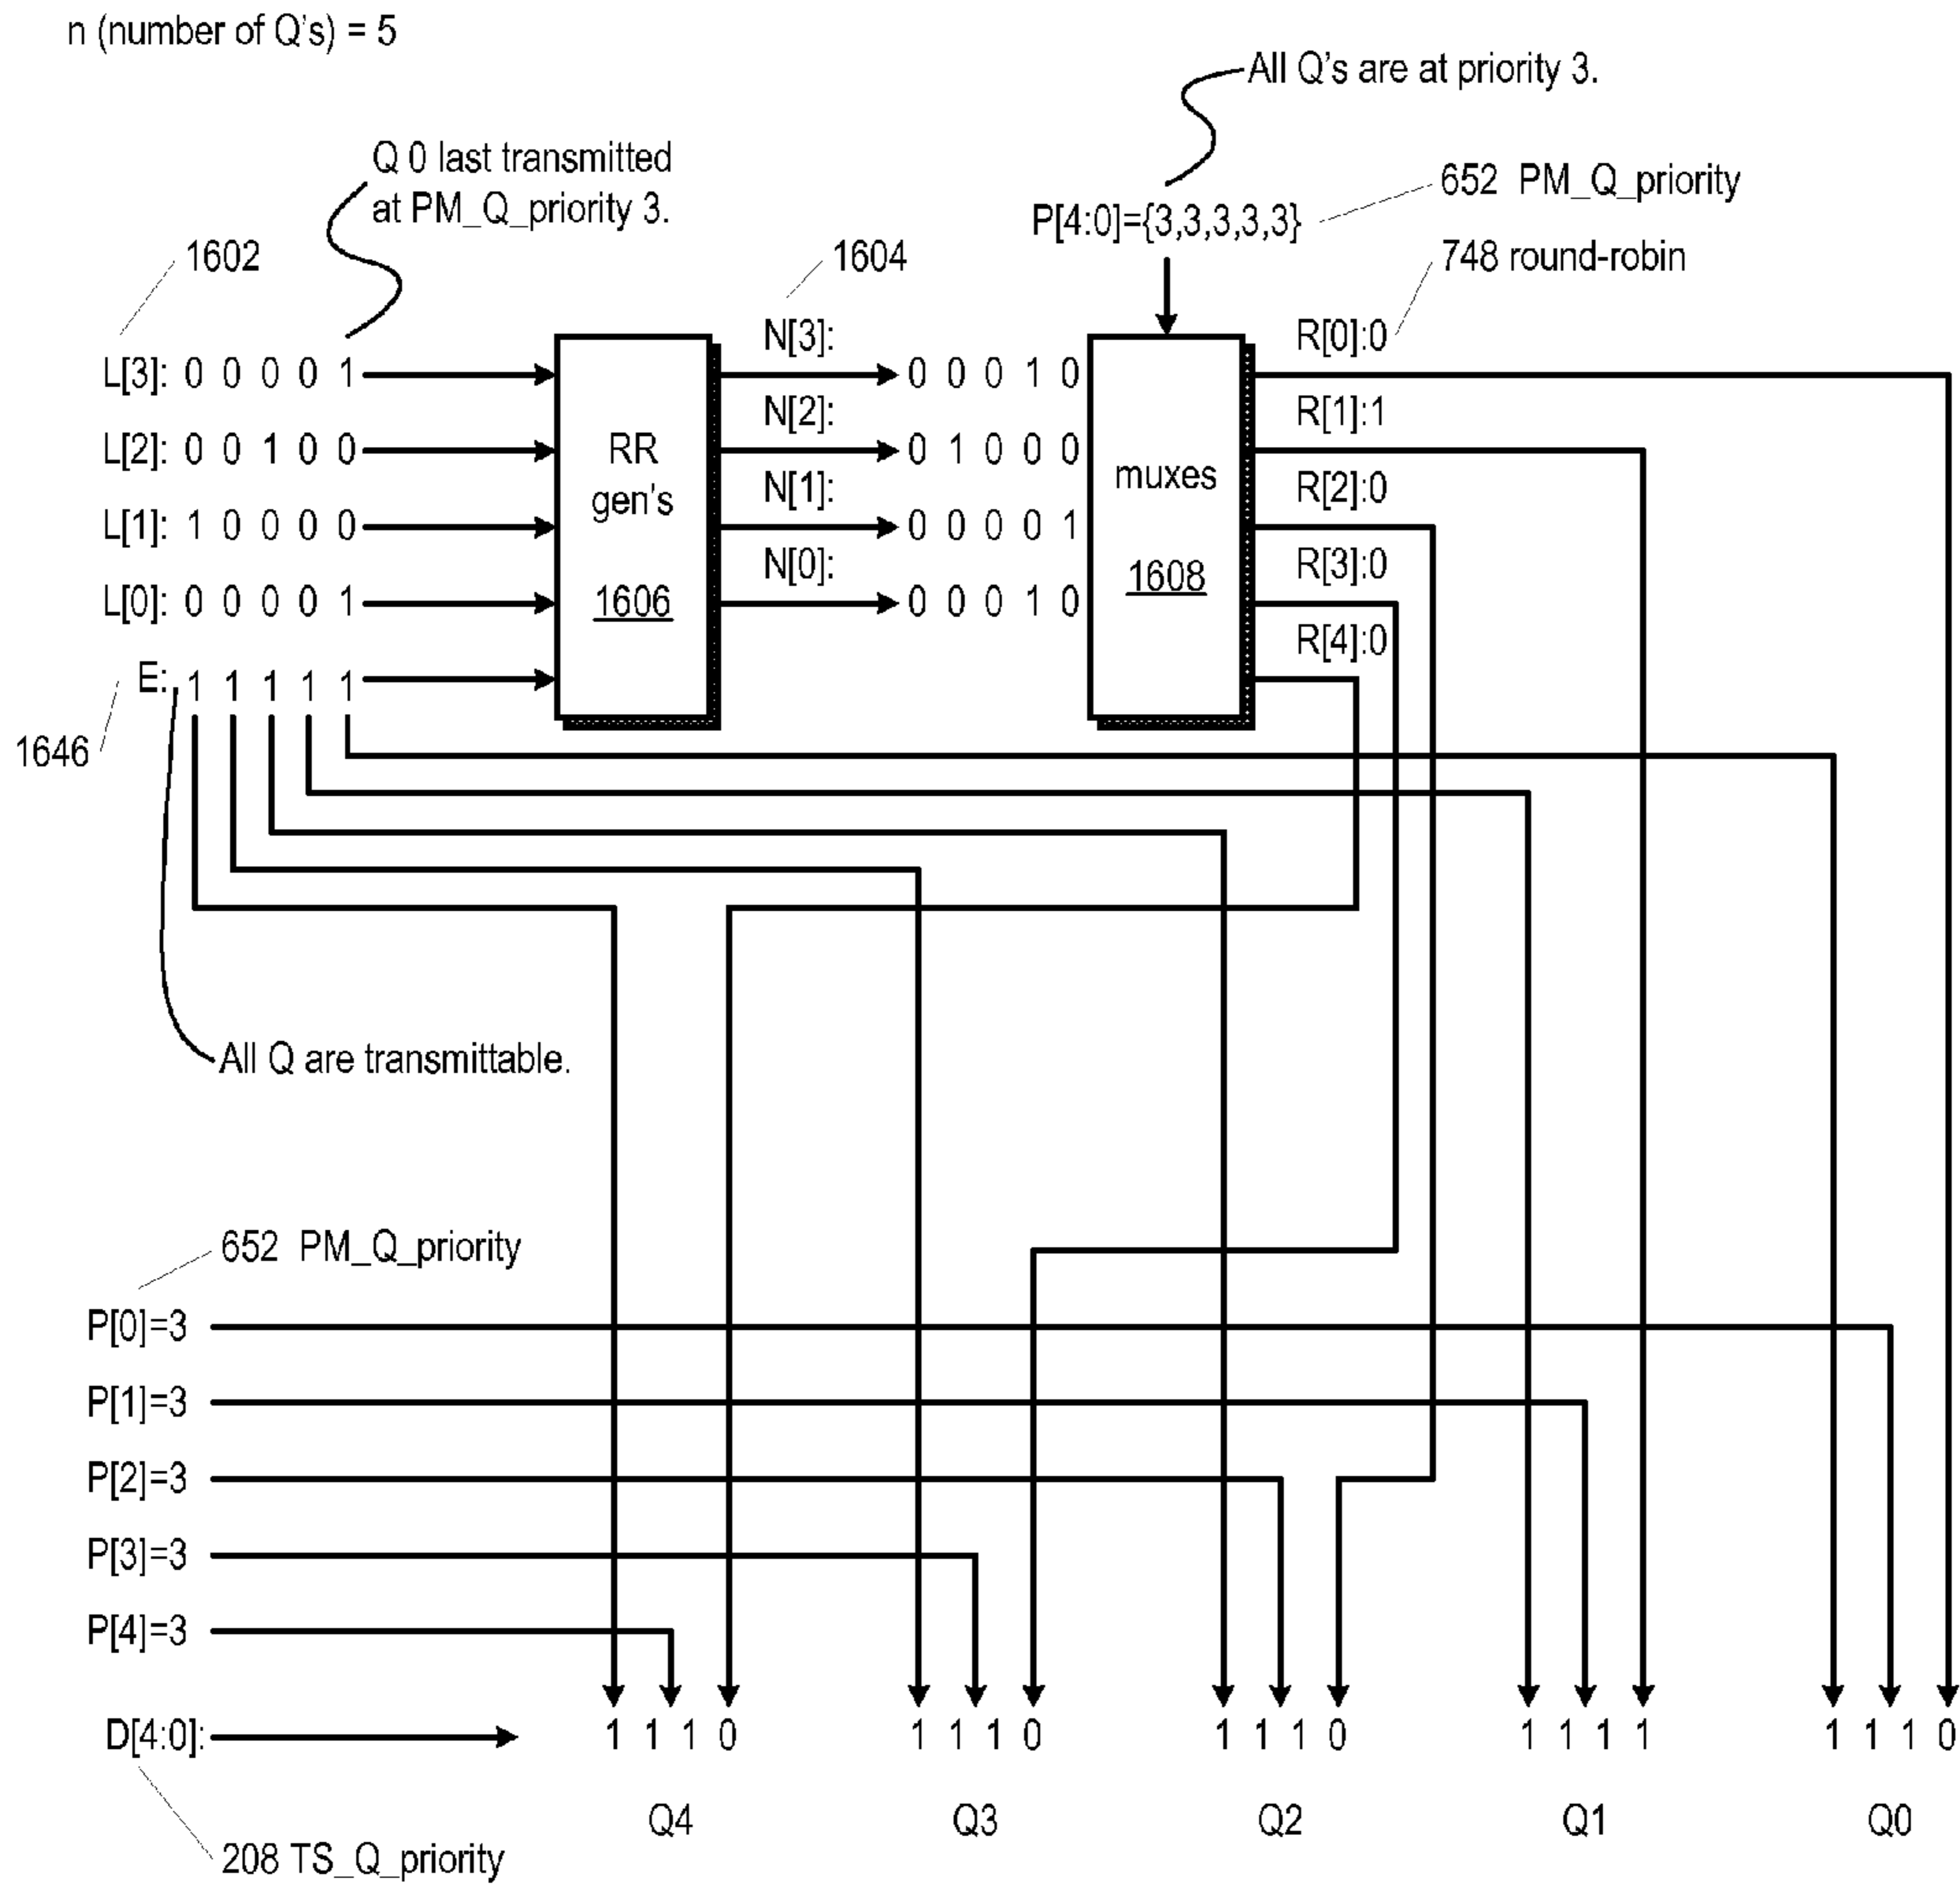 n (number of Q's) = 5
All Q's are at priority 3.
Q 0 last transmitted
at PM_Q_priority 3.
652 PM_Q_priority
P[4:0]={3,3,3,3,3}
1602
1604
748 round-robin
N[3]:
R[0]:0
L[3]: 0 0 0 0 1
0 0 0 1 0
N[2]:
R[1]:1
L[2]: 0 0 1 0 0
RR
0 1 0 0 0
muxes
N[1]:
R[2]:0
gen's
L[1]: 1 0 0 0 0
0 0 0 0 1
N[0]:
R[3]:0
1608
L[0]: 0 0 0 0 1
1606
0 0 0 1 0
R[4]:0
E: 1 1 1 1 1
1646
All Q are transmittable.
652 PM_Q_priority
P[0]=3
P[1]=3
P[2]=3
P[3]=3
P[4]=3
D[4:0]: 1 1 1 0 1 1 1 0 1 1 1 0 1 1 1 1 1 1 1 0
Q4 Q3 Q2 Q1 Q0
208 TS_Q_priority